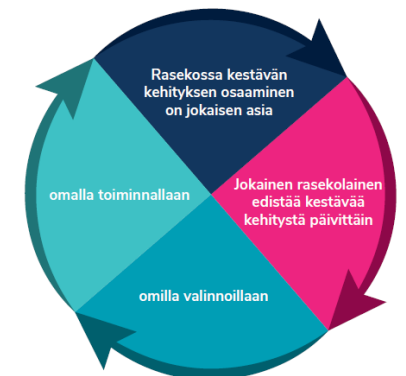 Rasekossa kestävän
kehityksen osaaminen
on jokaisen asia
Jokainen rasekolainen
edistää kestävää
kehitystä päivittäin
omilla valinnoillaan
omalla toiminnallaan